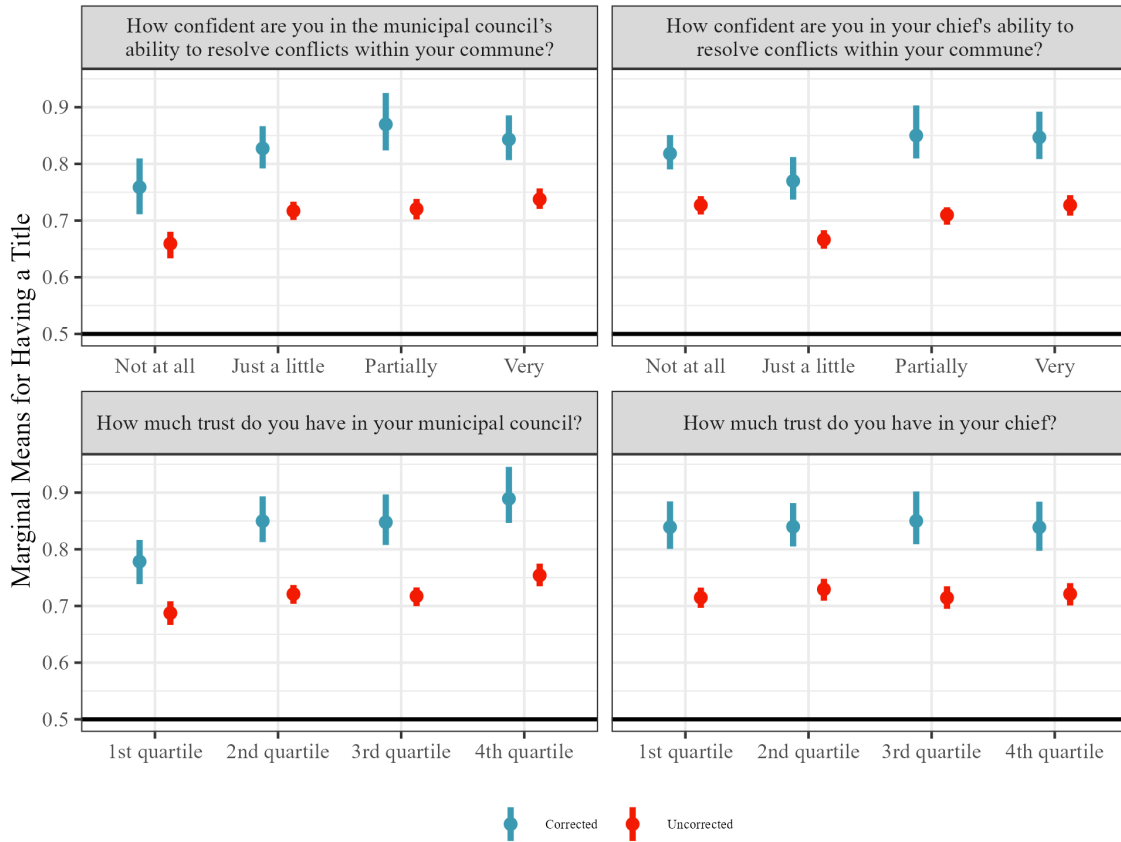 How confident are you in the municipal council’s
ability to resolve conflicts within your commune?
How confident are you in your chief's ability to
resolve conflicts within your commune?
Marginal Means for Having a Title
0.9
0.8
0.7
0.6
0.5
Not at all Just a little Partially Very
Not at all Just a little Partially Very
How much trust do you have in your municipal council?
How much trust do you have in your chief?
0.9
0.8
0.7
0.6
0.5
1st quartile 2nd quartile 3rd quartile 4th quartile
1st quartile 2nd quartile 3rd quartile 4th quartile
Corrected Uncorrected